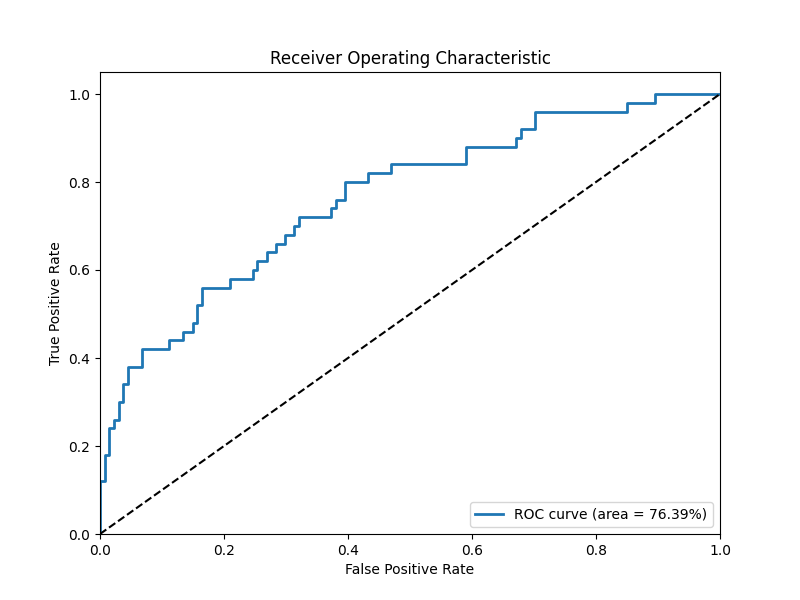 Receiver Operating Characteristic
1.0
0.8
0.6
0.4
0.2
0.0
True Positive Rate
ROC curve (area = 76.39%)
0.0 0.2 0.4 0.6 0.8 1.0
False Positive Rate